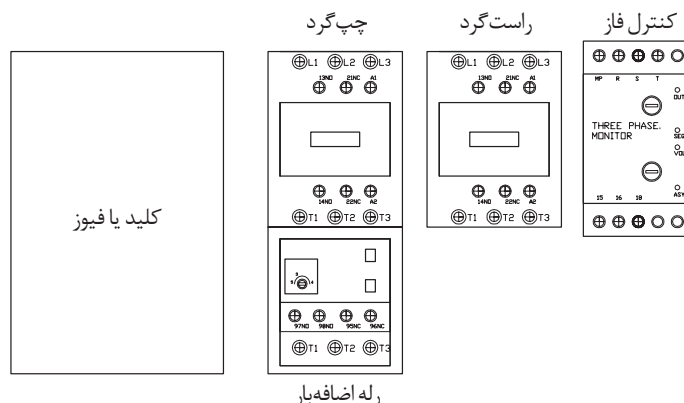 چپ‌گرد
راست‌گرد
کنترل فاز
L1 L2 L3
13NO 21NC A1
14NO 22NC A2
T1 T2 T3
L1 L2 L3
13NO 21NC A1
14NO 22NC A2
T1 T2 T3
MP R S T
OUT
THREE PHASE.
MONITOR
SEQ
VOL
ASY
15 16 18
کلید یا فیوز
97NO 98NO 95NC 96NC
T1 T2 T3
رله اضافه‌بار